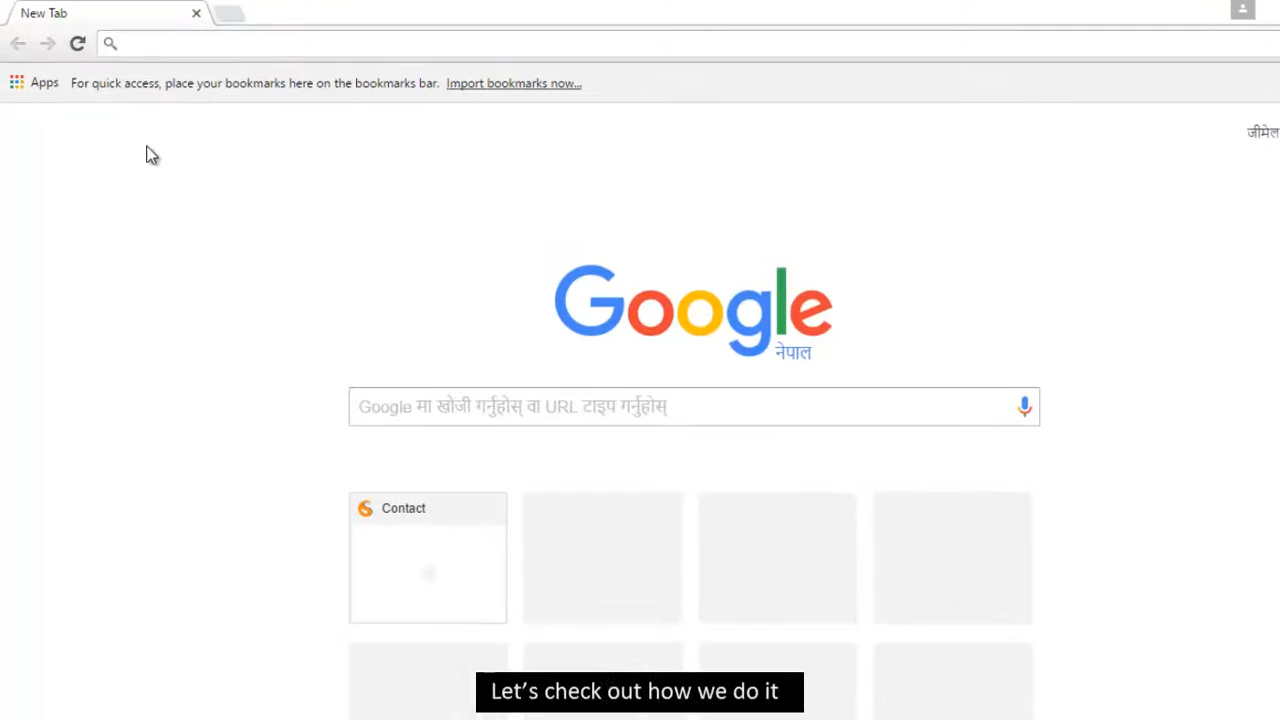 New Tab
Apps For quick access, place your bookmarks here on the bookmarks bar. Import bookmarks now...
जीमेल
Google
नेपाल
Google मा खोजी गर्नुहोस् वा URL टाइप गर्नुहोस्
Contact
Let's check out how we do it